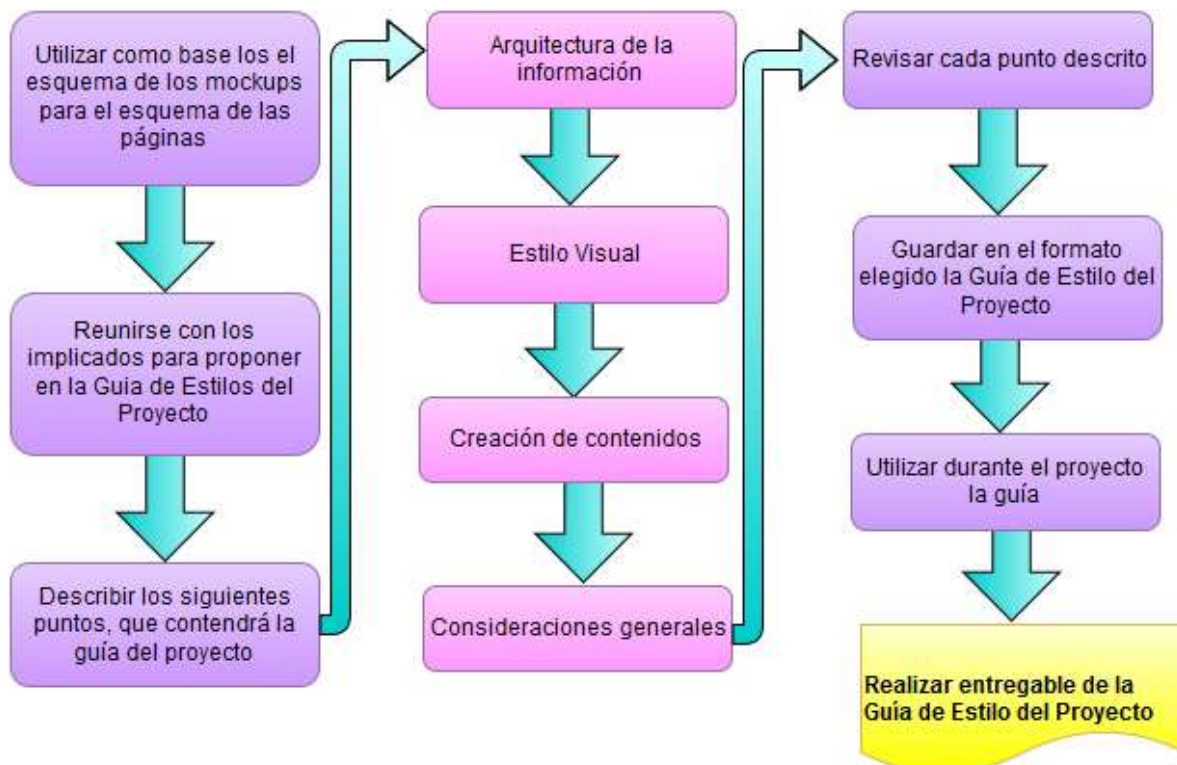 Utilizar como base los el
esquema de los mockups
para el esquema de las
páginas
Reunirse con los
implicados para proponer
en la Guia de Estilos del
Proyecto
Describir los siguientes
puntos, que contendrá la
guía del proyecto
Arquitectura de la
información
Estilo Visual
Creación de contenidos
Consideraciones generales
Revisar cada punto descrito
Guardar en el formato
elegido la Guía de Estilo del
Proyecto
Utilizar durante el proyecto
la guía
Realizar entregable de la
Guía de Estilo del Proyecto